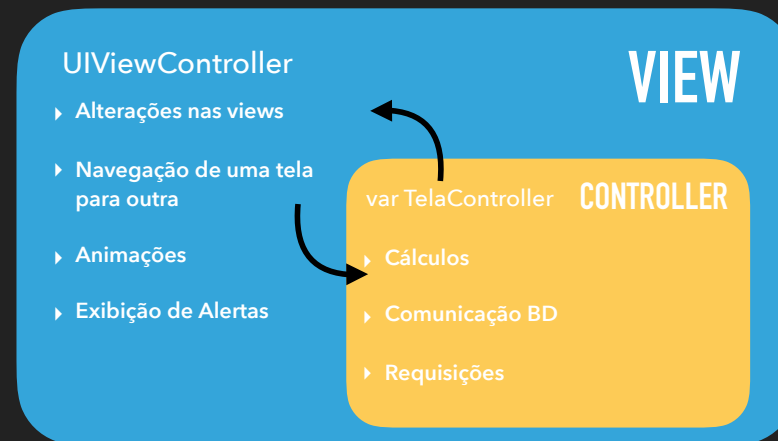 UIViewController
VIEW
Alterações nas views
Navegação de uma tela
para outra
Animações
Exibição de Alertas
var TelaController
CONTROLLER
Cálculos
Comunicação BD
Requisições